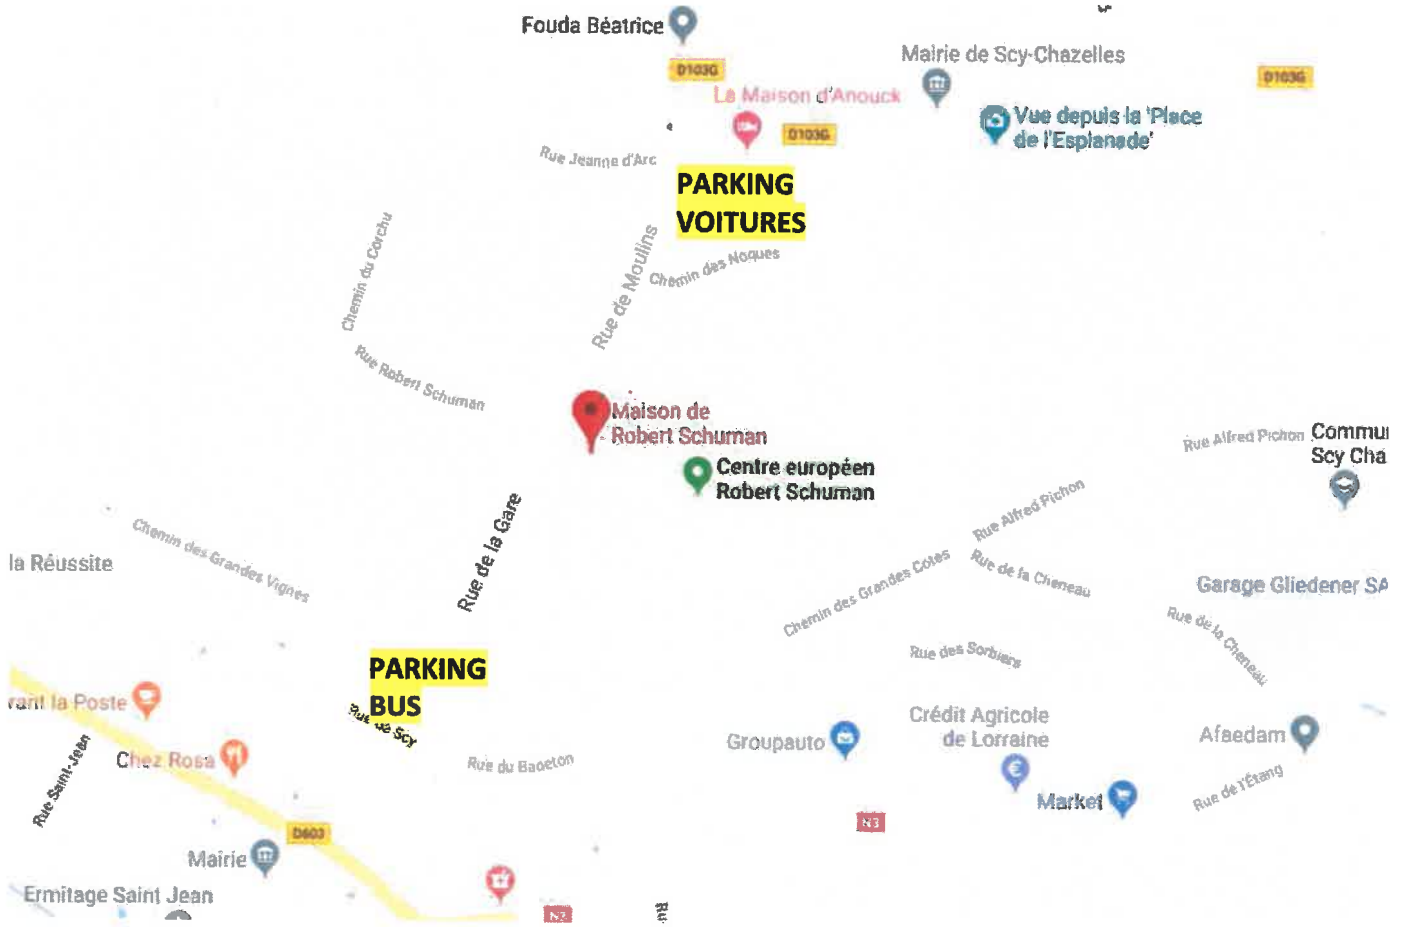 Fouda Béatrice
Mairie de Scy-Chazelles
D103G
D103G
La Maison d'Anouck
Vue depuis la 'Place
de l'Esplanade'
D103G
Rue Jeanne d'Arc
PARKING
VOITURES
Chemin du Corchu
Rue de Moulins
Chemin des Noques
Rue Robert Schuman
Maison de
Robert Schuman
Centre européen
Robert Schuman
Rue Alfred Pichon
Commu
Scy Cha
Rue de la Gare
Rue Alfred Pichon
Chemin des Grandes Vignes
la Réussite
Chemin des Grandes Cotes
Rue de la Cheneau
Garage Gliedener SA
Rue de la Cheneau
Rue des Sorbiers
PARKING
BUS
Rue de Scy
vant la Poste
Chez Rosa
Rue Saint-Jean
Rue du Baoeton
Groupauto
Crédit Agricole
de Lorraine
Afaedam
Market
Rue de l'Étang
N3
D603
Mairie
Ermitage Saint Jean
Ru